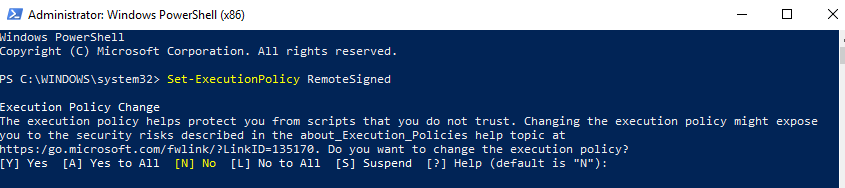 Administrator: Windows PowerShell (x86)
Windows PowerShell
Copyright (C) Microsoft Corporation. All rights reserved.
PS C:\WINDOWS\system32> Set-ExecutionPolicy RemoteSigned
Execution Policy Change
The execution policy helps protect you from scripts that you do not trust. Changing the execution policy might expose
you to the security risks described in the about_Execution_Policies help topic at
https:/go.microsoft.com/fwlink/?LinkID=135170. Do you want to change the execution policy?
[Y] Yes  [A] Yes to All  [N] No  [L] No to All  [S] Suspend  [?] Help (default is "N"):